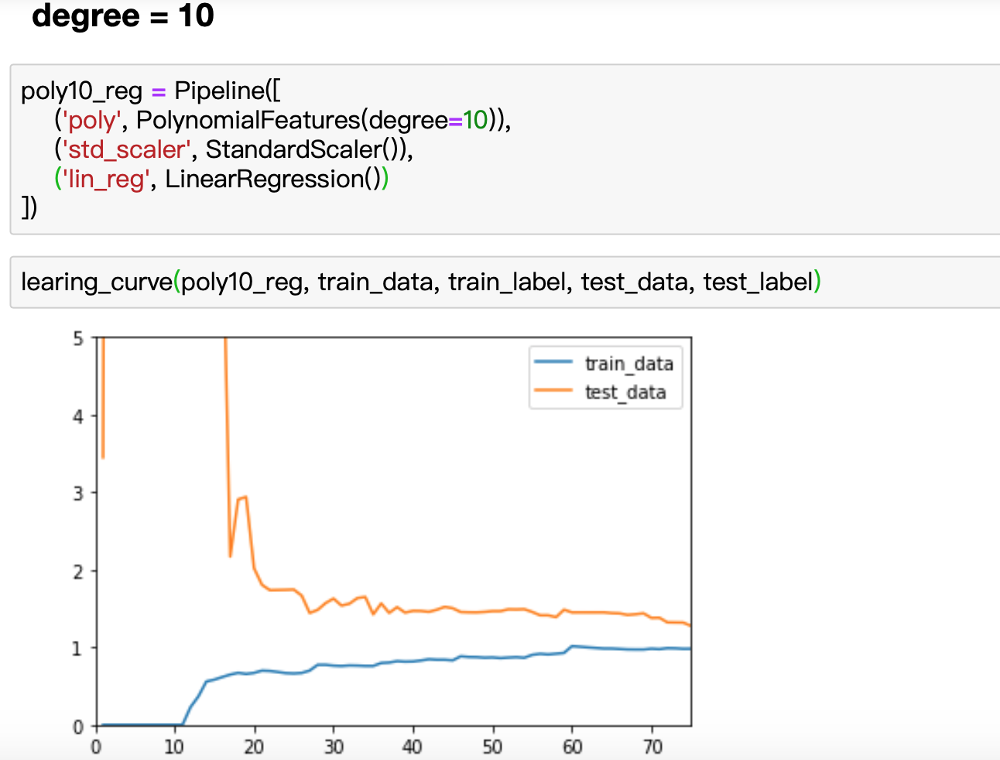 degree = 10
poly10_reg = Pipeline([
('poly', PolynomialFeatures(degree=10)),
('std_scaler', StandardScaler()),
('lin_reg', LinearRegression())
])
learing_curve(poly10_reg, train_data, train_label, test_data, test_label)
5
train_data
test_data
4
3
2
1
0
0 10 20 30 40 50 60 70